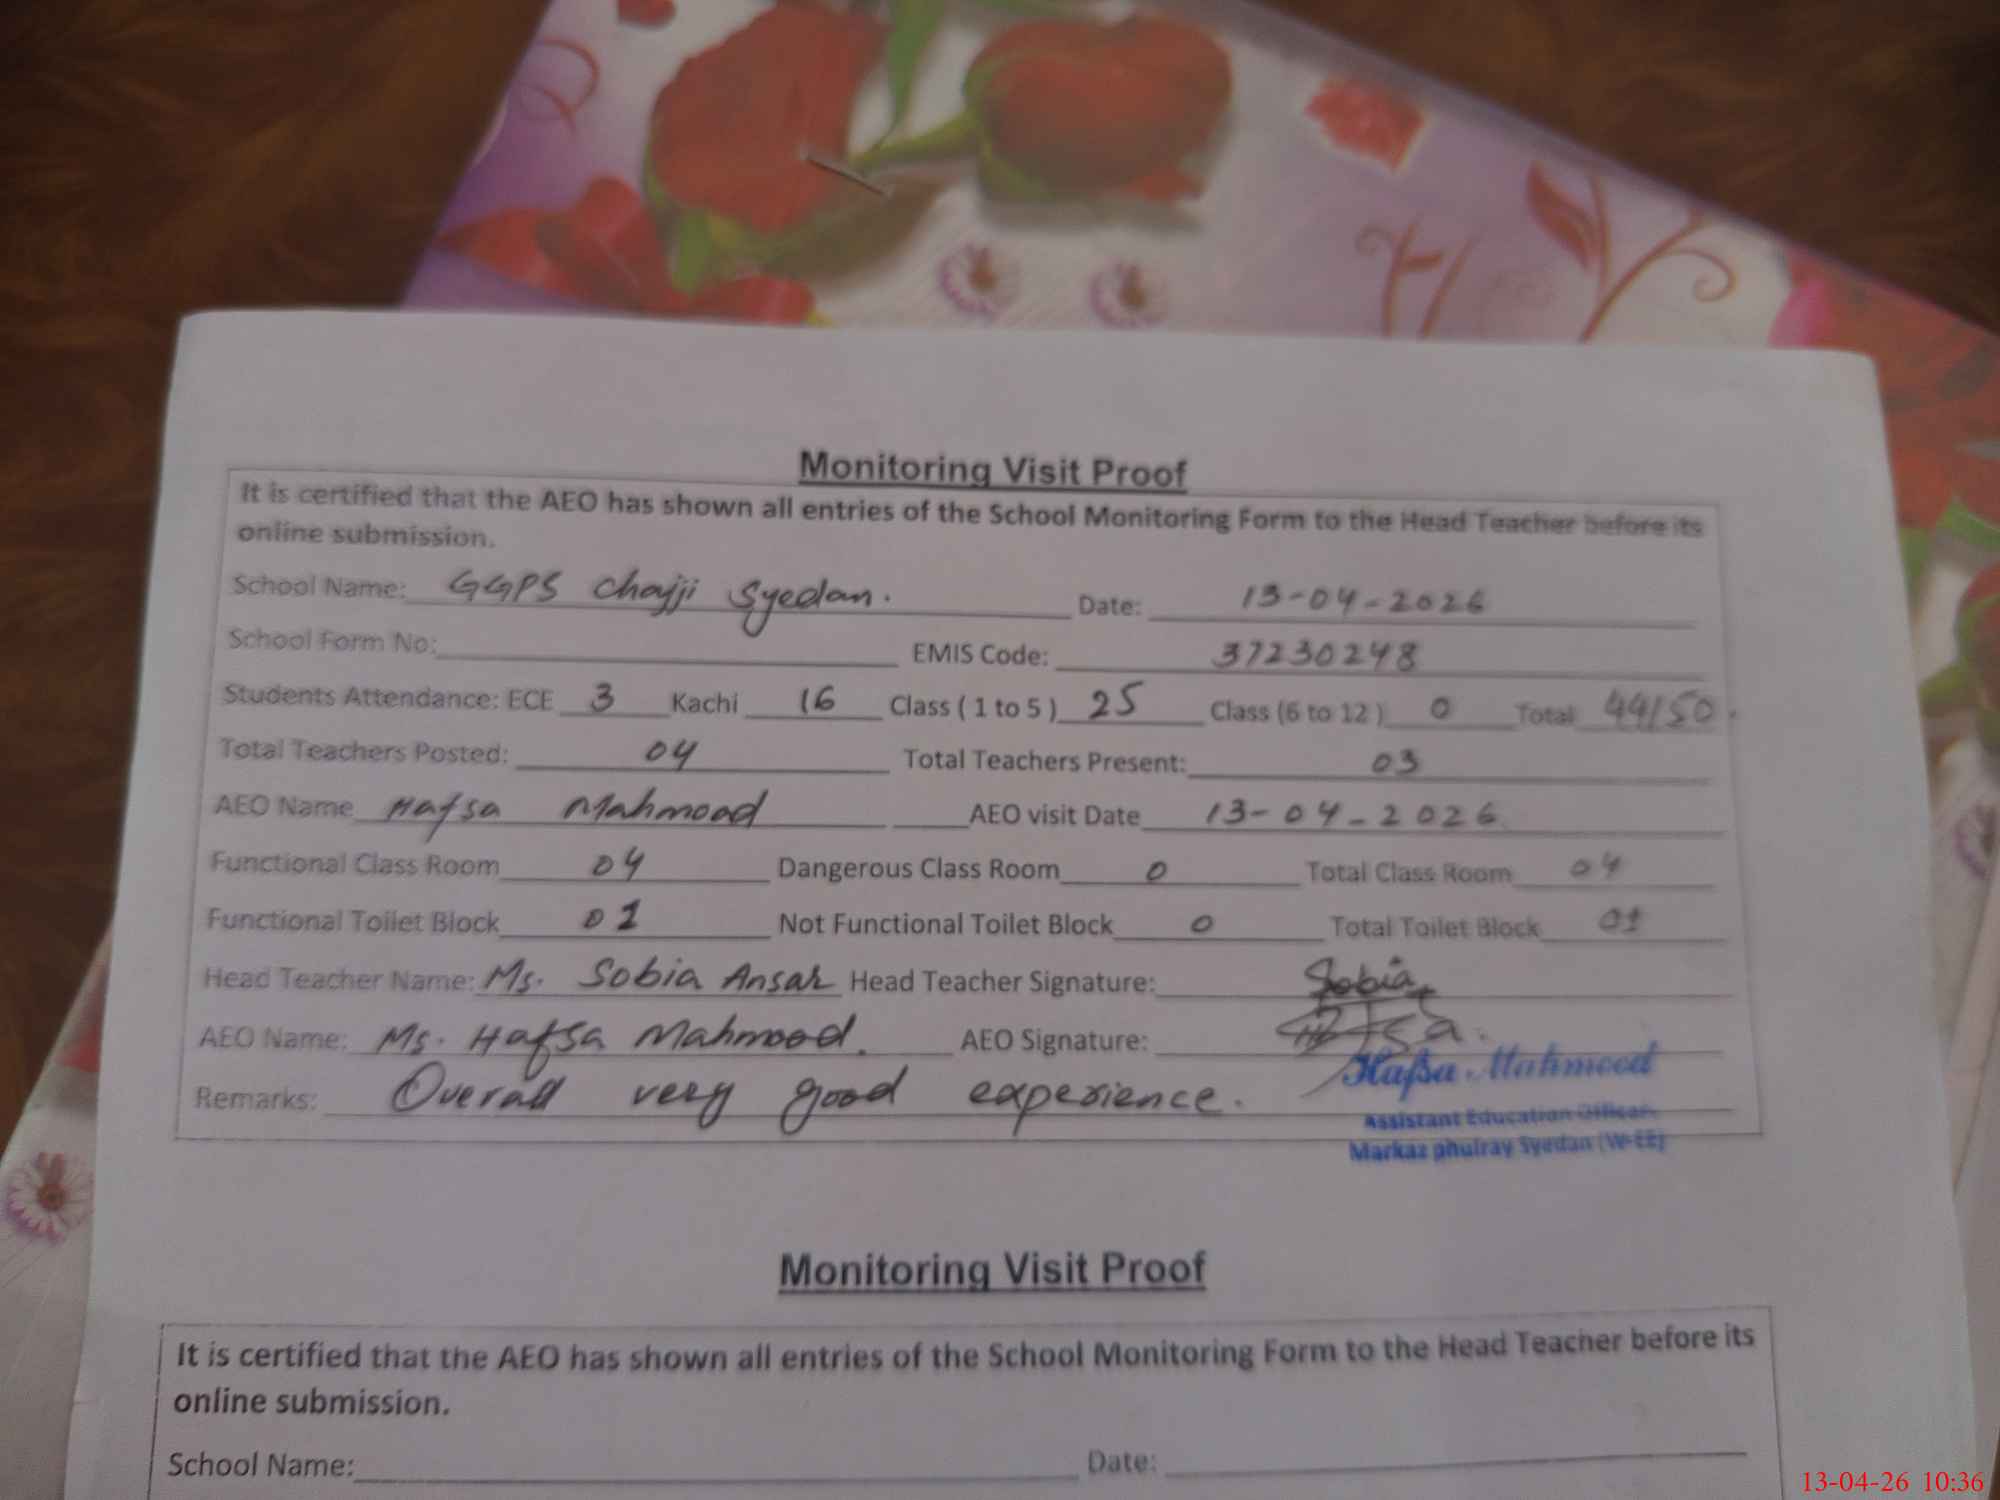 Monitoring Visit Proof
It is certified that the AEO has shown all entries of the School Monitoring Form to the Head Teacher before its
online submission.
School Name: GGPS Chajji Syedan. Date: 13-04-2026
School Form No: EMIS Code: 37230248
Students Attendance: ECE 3 Kachi 16 Class ( 1 to 5 ) 25 Class (6 to 12 ) 0 Total 44/50.
Total Teachers Posted: 04 Total Teachers Present: 03
AEO Name Hafsa Mahmood AEO visit Date 13-04-2026
Functional Class Room 04 Dangerous Class Room 0 Total Class Room 04
Functional Toilet Block 01 Not Functional Toilet Block 0 Total Toilet Block 01
Head Teacher Name: Ms. Sobia Ansar Head Teacher Signature: Sobia
AEO Name: Ms. Hafsa Mahmood. AEO Signature: Hafsa.
Remarks: Overall very good experience.
Hafsa Mahmood
Assistant Education Officer
Markaz phulray Syedan (W-EE)
Monitoring Visit Proof
It is certified that the AEO has shown all entries of the School Monitoring Form to the Head Teacher before its
online submission.
School Name: Date:
13-04-26 10:36